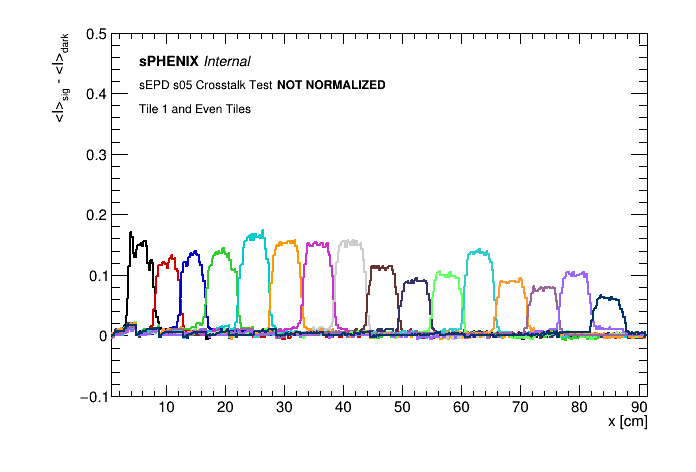 sPHENIX Internal
sEPD s05 Crosstalk Test NOT NORMALIZED
Tile 1 and Even Tiles
<I>sig - <I>dark
0.5
0.4
0.3
0.2
0.1
0
−0.1
10 20 30 40 50 60 70 80 90
x [cm]